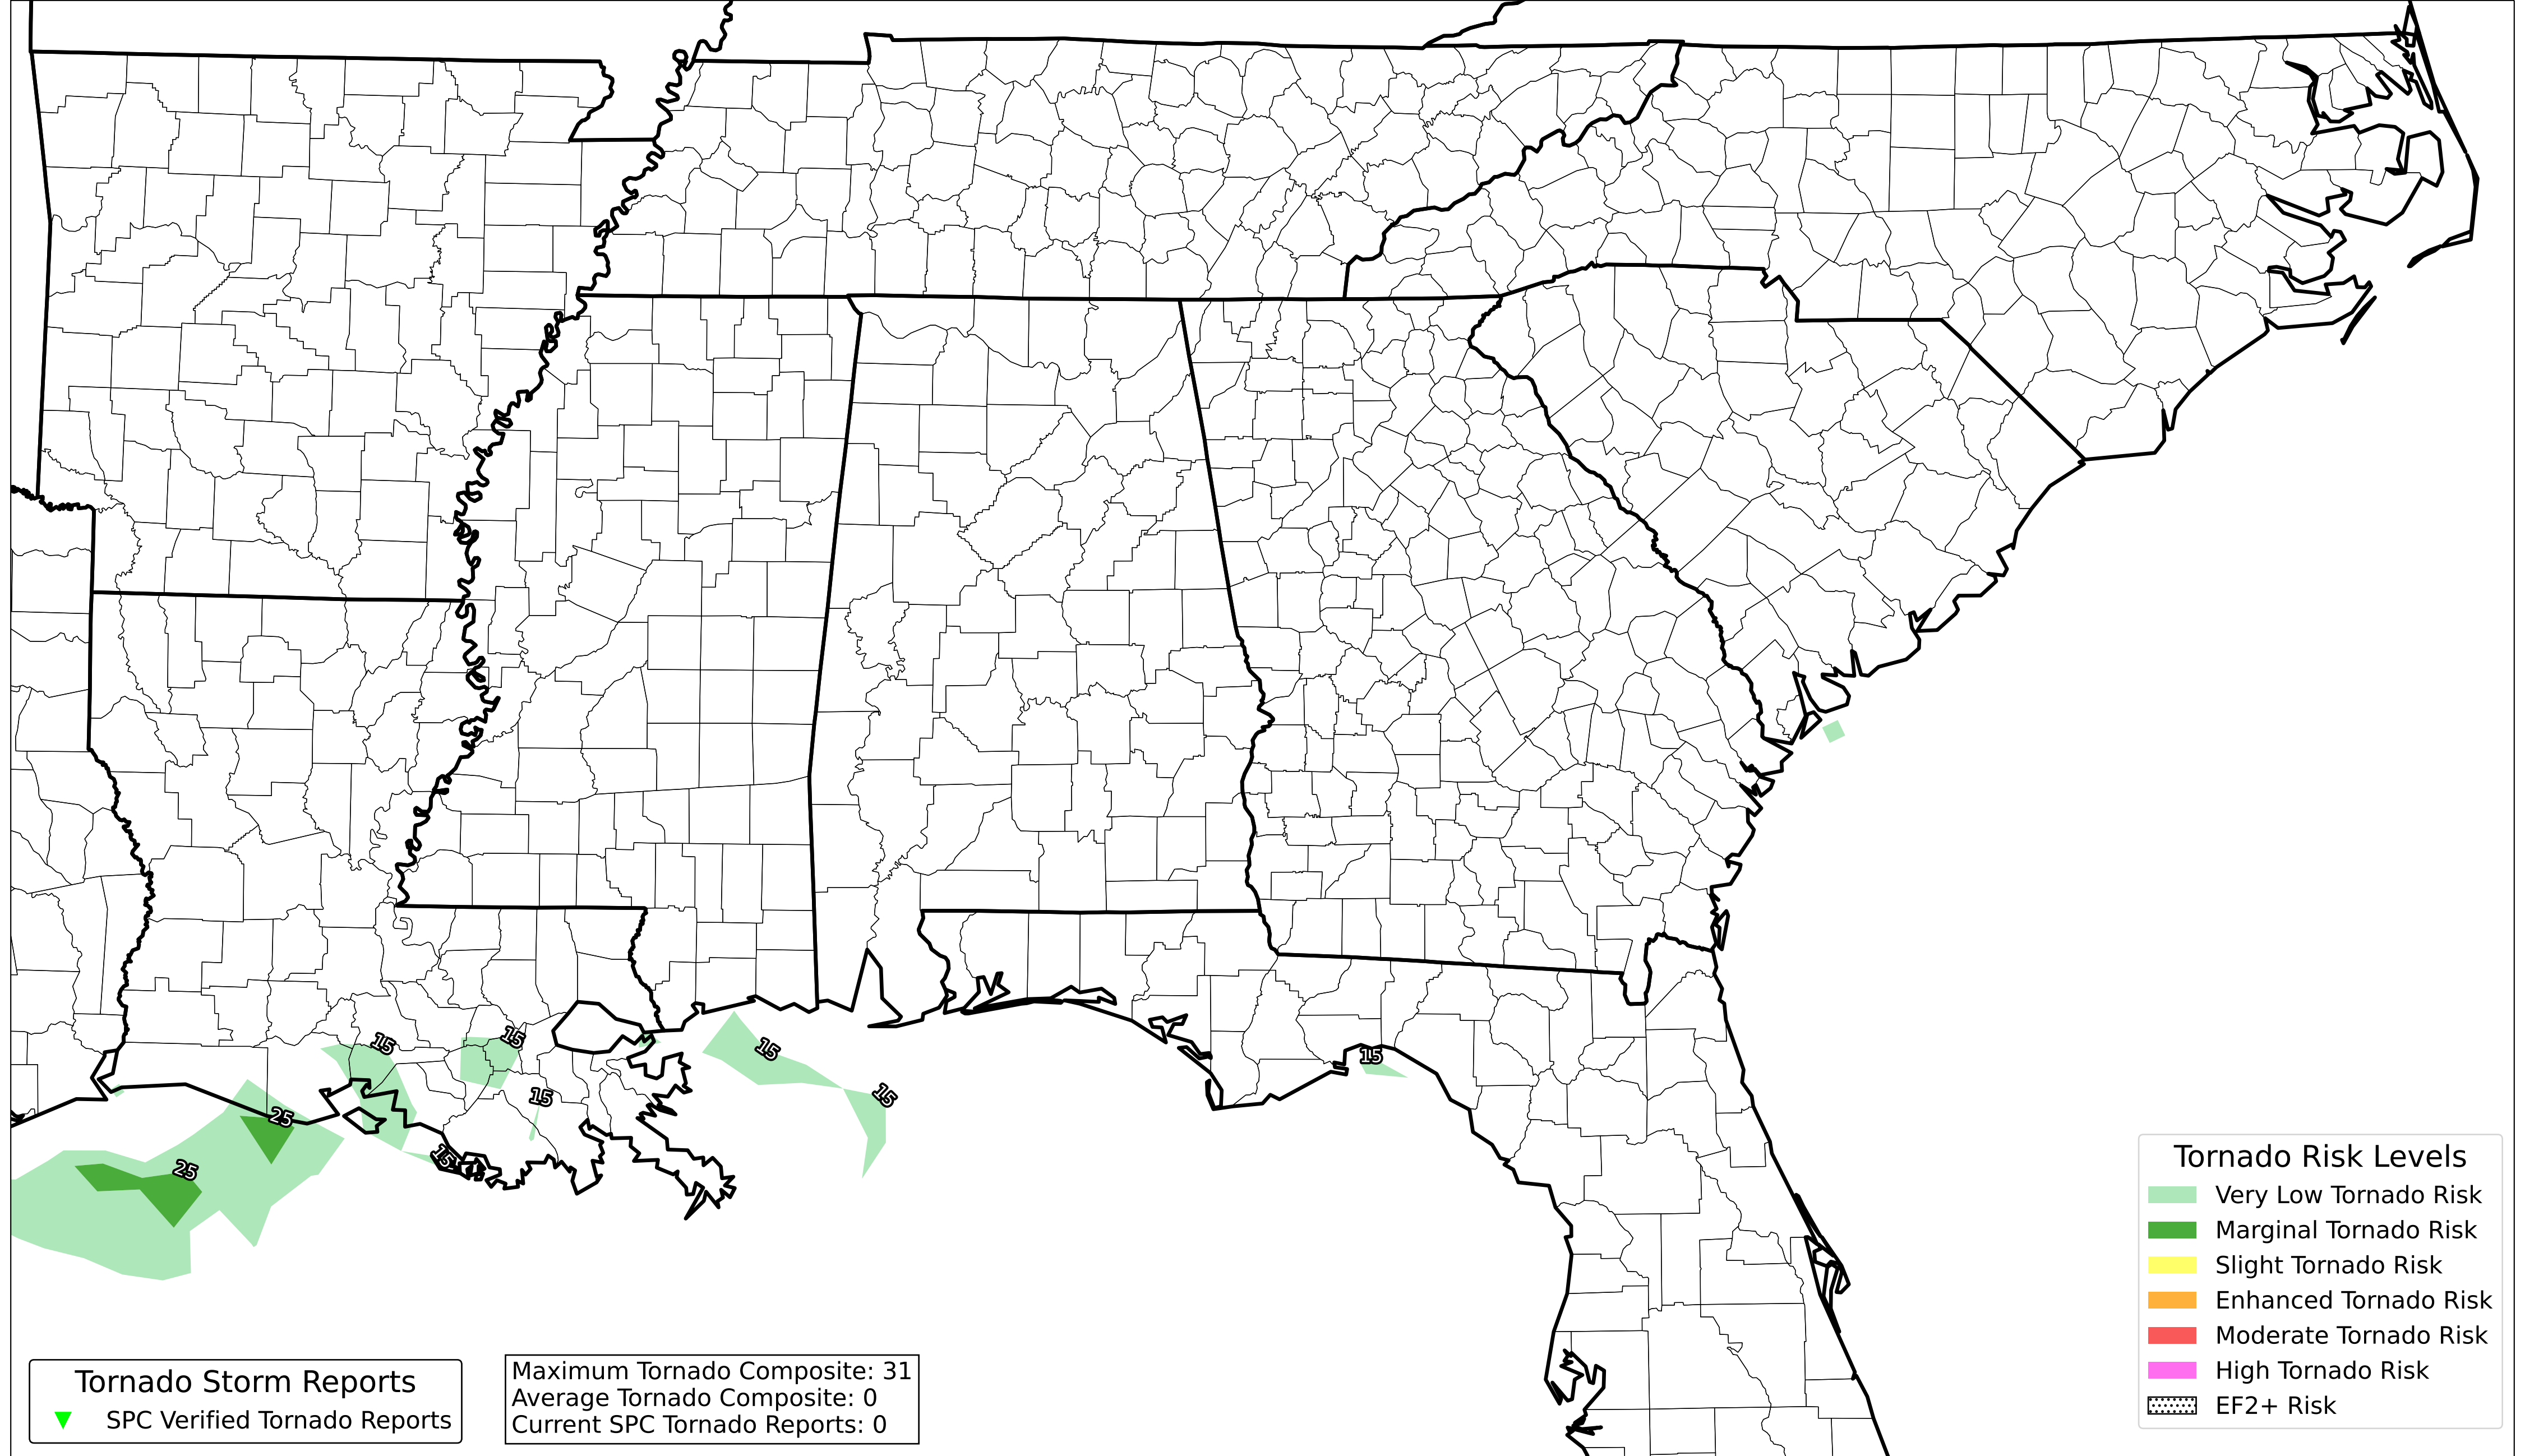 15
15
15
15
15
15
25
25
15
Tornado Risk Levels
Very Low Tornado Risk
Marginal Tornado Risk
Slight Tornado Risk
Enhanced Tornado Risk
Moderate Tornado Risk
High Tornado Risk
EF2+ Risk
Tornado Storm Reports
SPC Verified Tornado Reports
Maximum Tornado Composite: 31
Average Tornado Composite: 0
Current SPC Tornado Reports: 0